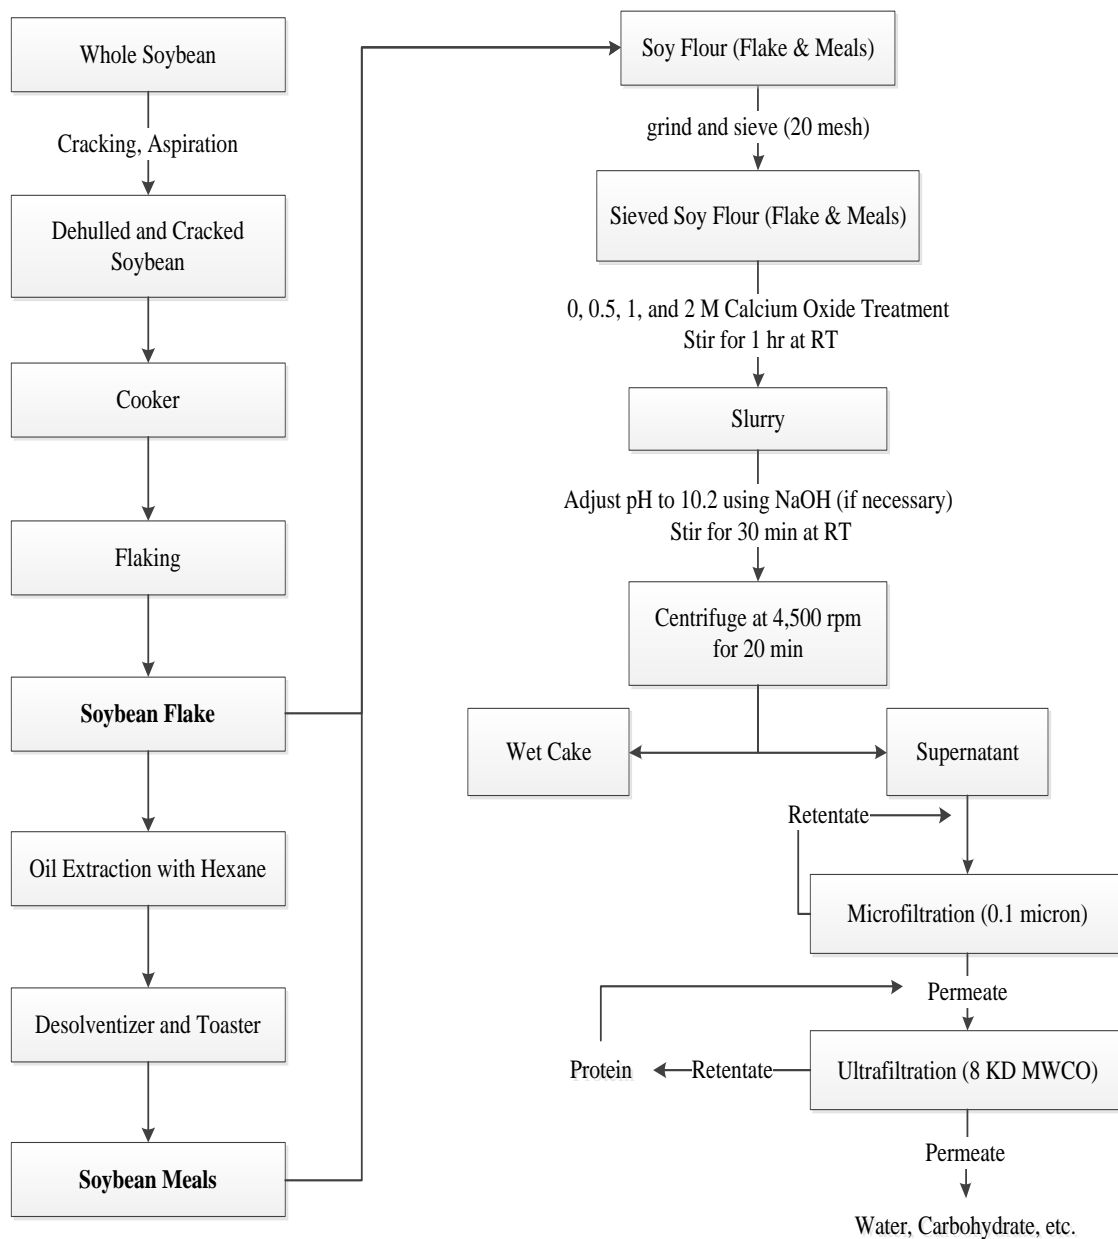 Whole Soybean
Cracking, Aspiration
Dehulled and Cracked
Soybean
Cooker
Flaking
Soybean Flake
Oil Extraction with Hexane
Desolventizer and Toaster
Soybean Meals
Soy Flour (Flake & Meals)
grind and sieve (20 mesh)
Sieved Soy Flour (Flake & Meals)
0, 0.5, 1, and 2 M Calcium Oxide Treatment
Stir for 1 hr at RT
Slurry
Adjust pH to 10.2 using NaOH (if necessary)
Stir for 30 min at RT
Centrifuge at 4,500 rpm
for 20 min
Wet Cake
Supernatant
Retentate
Microfiltration (0.1 micron)
Permeate
Protein
Retentate
Ultrafiltration (8 KD MWCO)
Permeate
Water, Carbohydrate, etc.